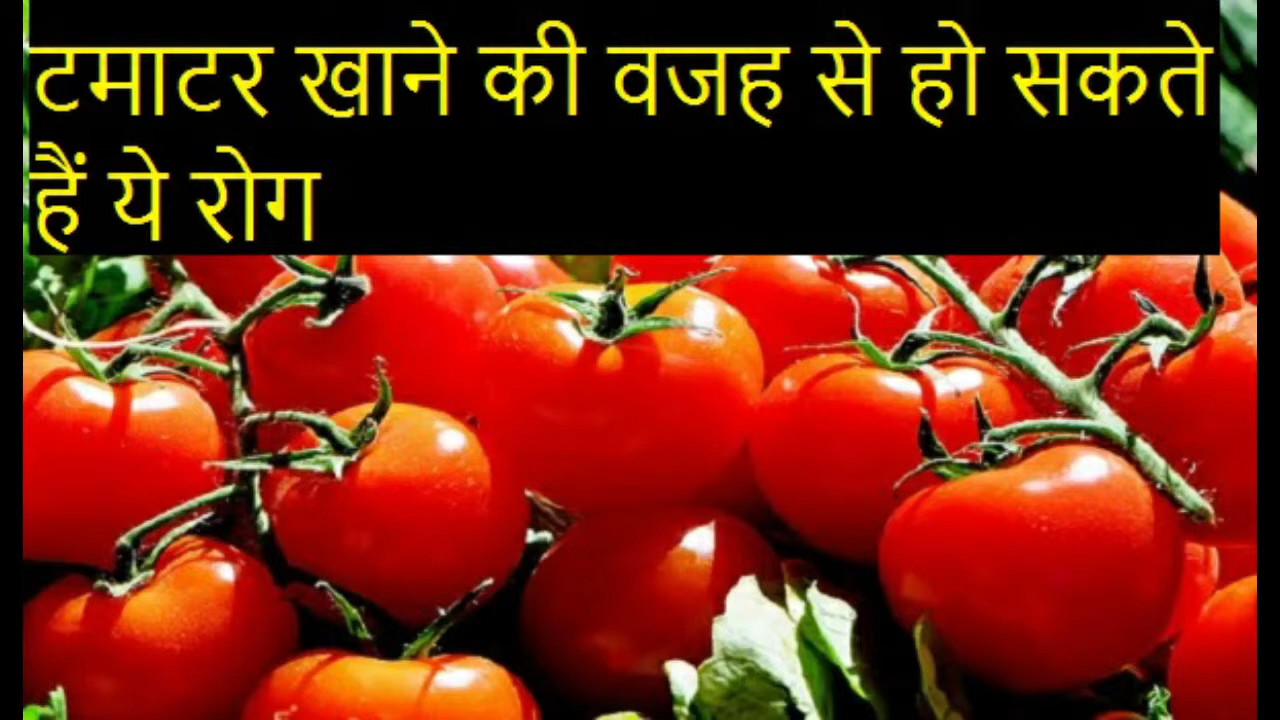 टमाटर खाने की वजह से हो सकते
हैं ये रोग